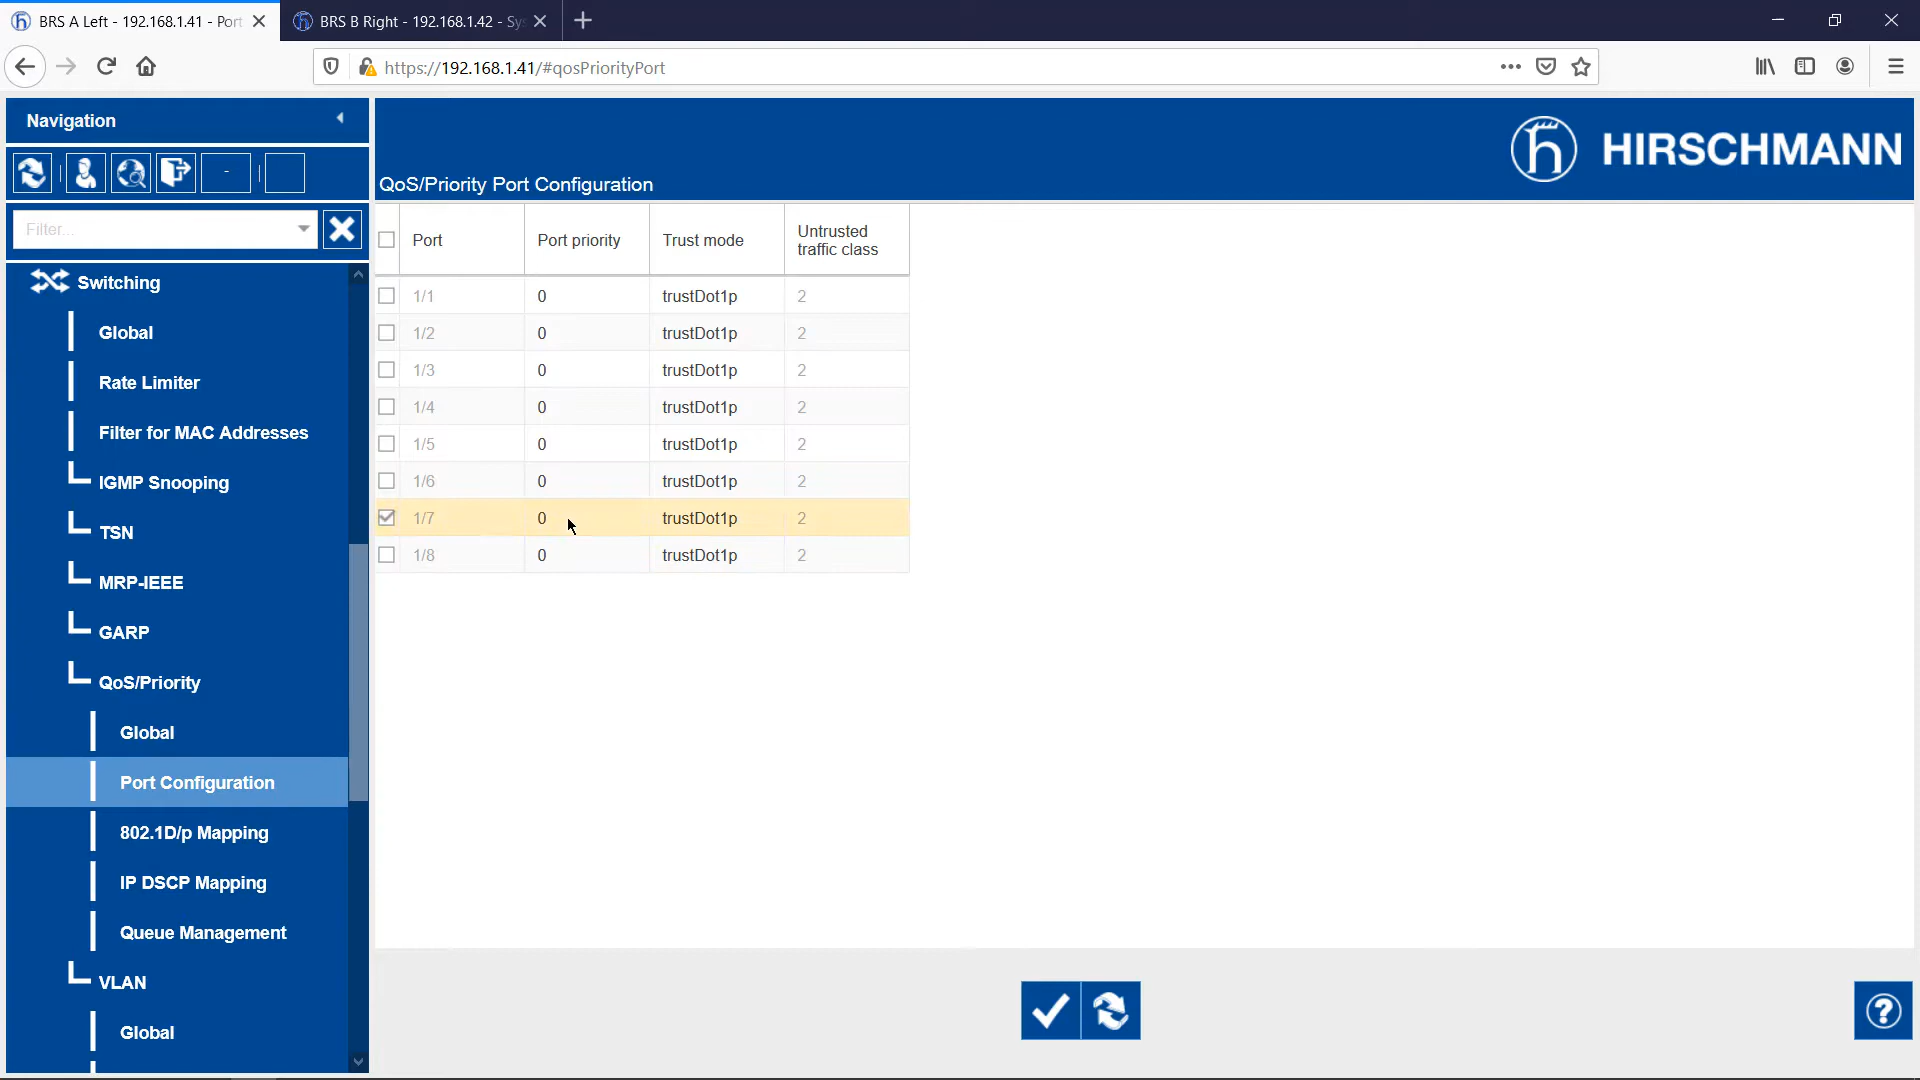 BRS A Left - 192.168.1.41 - Port
BRS B Right - 192.168.1.42 - Sys
https://192.168.1.41/#qosPriorityPort
Navigation
-
Filter...
Switching
Global
Rate Limiter
Filter for MAC Addresses
IGMP Snooping
TSN
MRP-IEEE
GARP
QoS/Priority
Global
Port Configuration
802.1D/p Mapping
IP DSCP Mapping
Queue Management
VLAN
Global
HIRSCHMANN
QoS/Priority Port Configuration
Port Port priority Trust mode Untrusted
traffic class
1/1 0 trustDot1p 2
1/2 0 trustDot1p 2
1/3 0 trustDot1p 2
1/4 0 trustDot1p 2
1/5 0 trustDot1p 2
1/6 0 trustDot1p 2
1/7 0 trustDot1p 2
1/8 0 trustDot1p 2